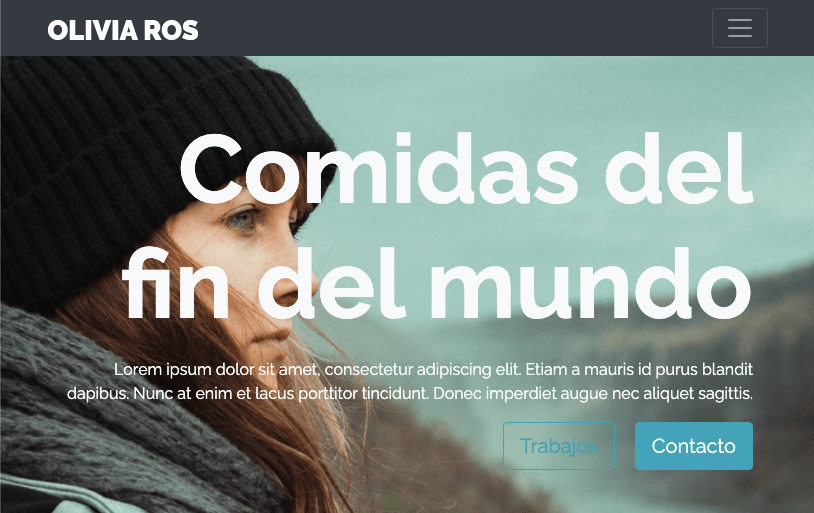 OLIVIA ROS
Comidas del
fin del mundo
Lorem ipsum dolor sit amet, consectetur adipiscing elit. Etiam a mauris id purus blandit
dapibus. Nunc at enim et lacus porttitor tincidunt. Donec imperdiet augue nec aliquet sagittis.
Trabajos Contacto